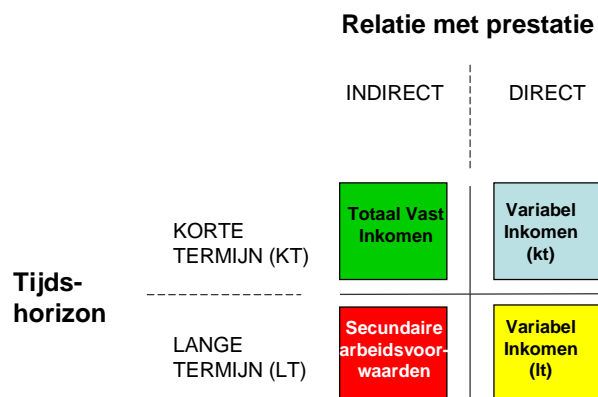 Relatie met prestatie
INDIRECT
DIRECT
KORTE
TERMIJN (KT)
Totaal Vast
Inkomen
Variabel
Inkomen
(kt)
Tijds-
horizon
LANGE
TERMIJN (LT)
Secundaire
arbeidsvoor-
waarden
Variabel
Inkomen
(lt)